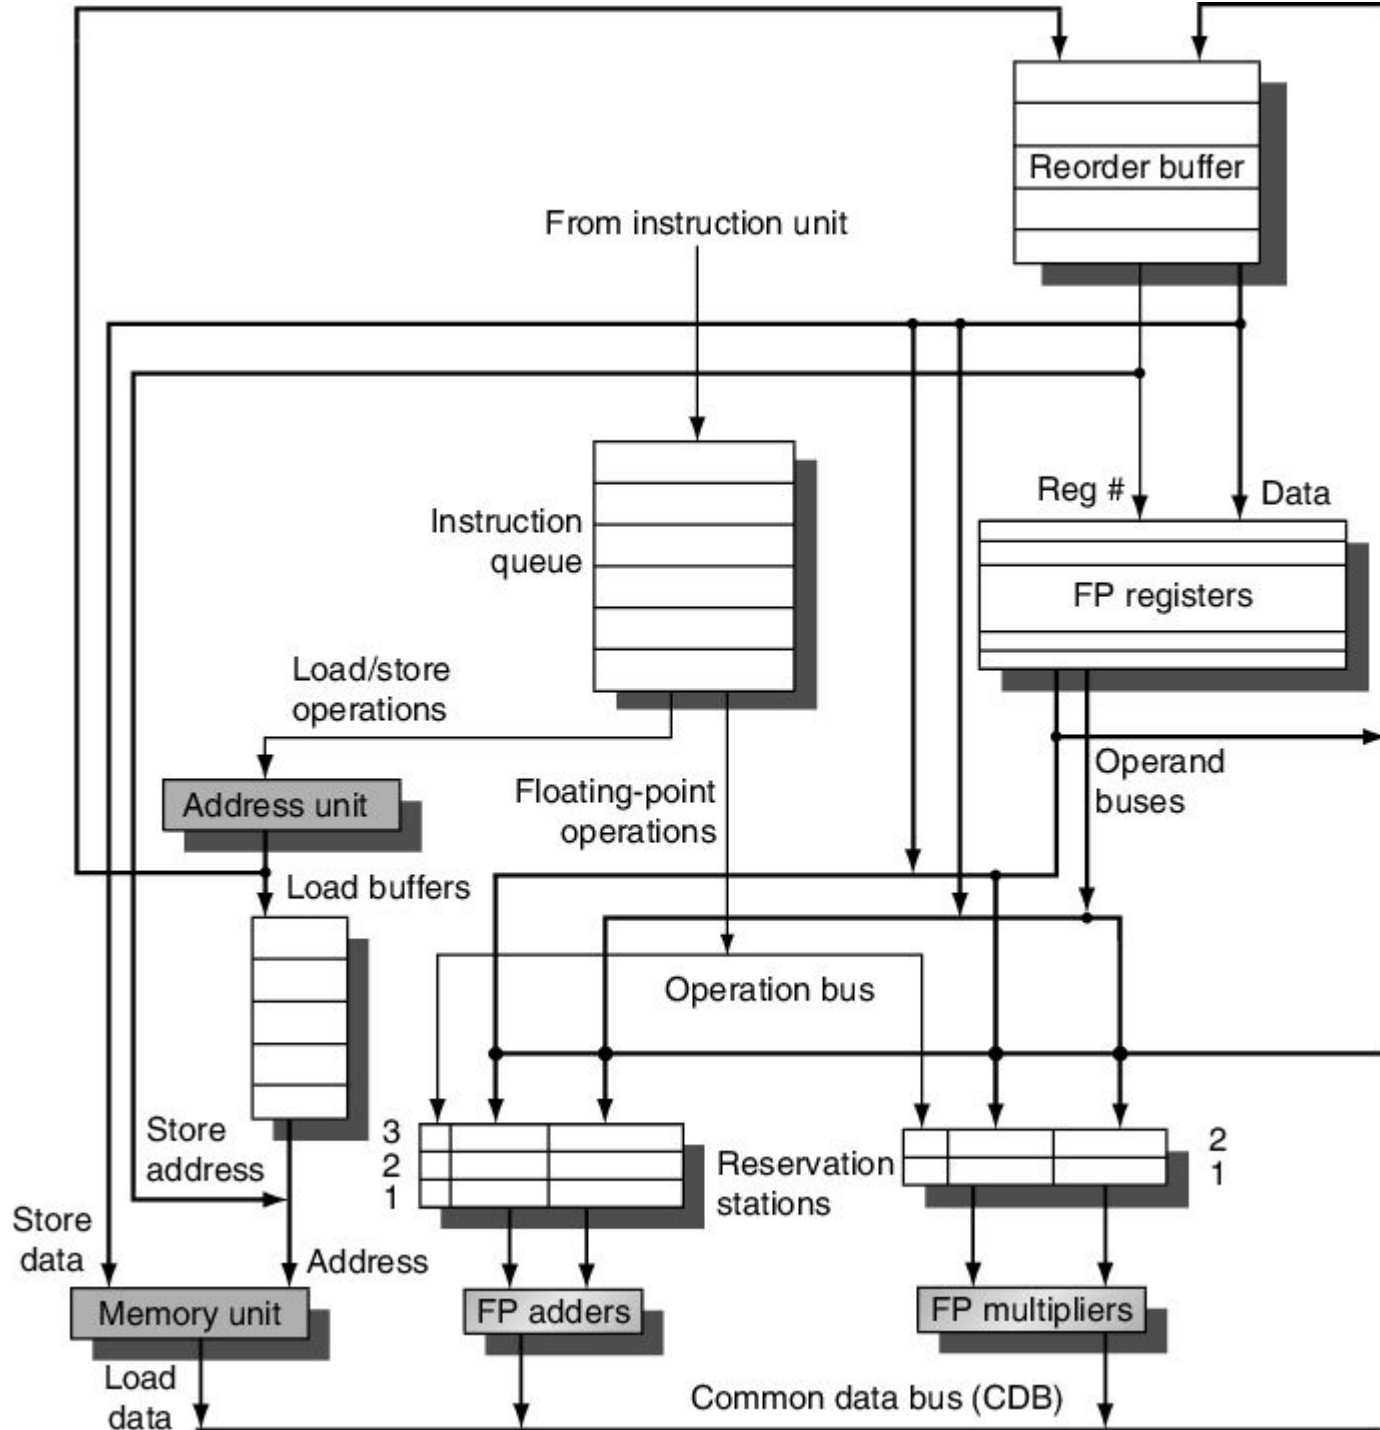 Reorder buffer
From instruction unit
Reg #
Data
Instruction
queue
FP registers
Load/store
operations
Operand
buses
Address unit
Floating-point
operations
Load buffers
Operation bus
Store
address
3
2
1
Reservation
stations
2
1
Store
data
Address
Memory unit
FP adders
FP multipliers
Load
data
Common data bus (CDB)